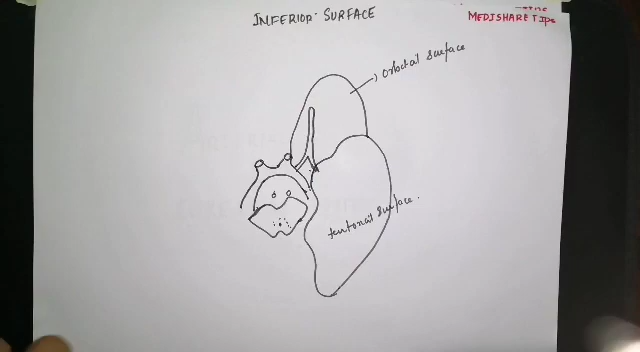 INFERIOR SURFACE
MEDISHARE TIPS
Orbital surface
tentorial surface.